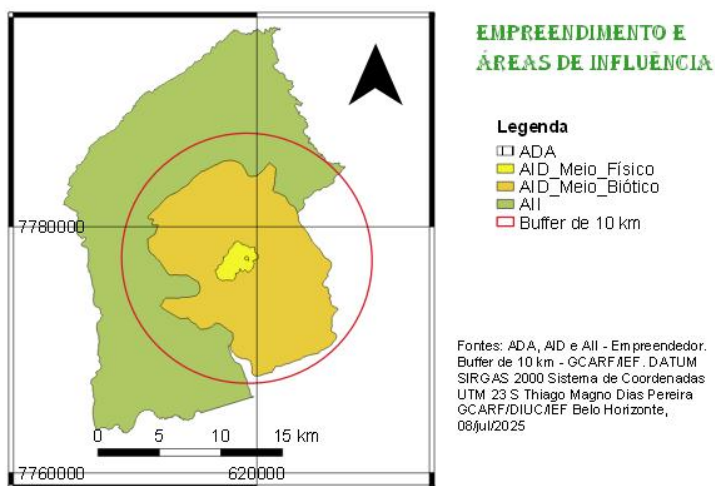 EMPREENDIMENTO E
ÁREAS DE INFLUÊNCIA
Legenda
ADA
AID_Meio_Físico
AID_Meio_Biótico
AII
Buffer de 10 km
7780000
0 5 10 15 km
7760000
620000
Fontes: ADA, AID e AII - Empreendedor.
Buffer de 10 km - GCARF/IEF. DATUM
SIRGAS 2000 Sistema de Coordenadas
UTM 23 S Thiago Magno Dias Pereira
GCARF/DIUC/IEF Belo Horizonte,
08/jul/2025